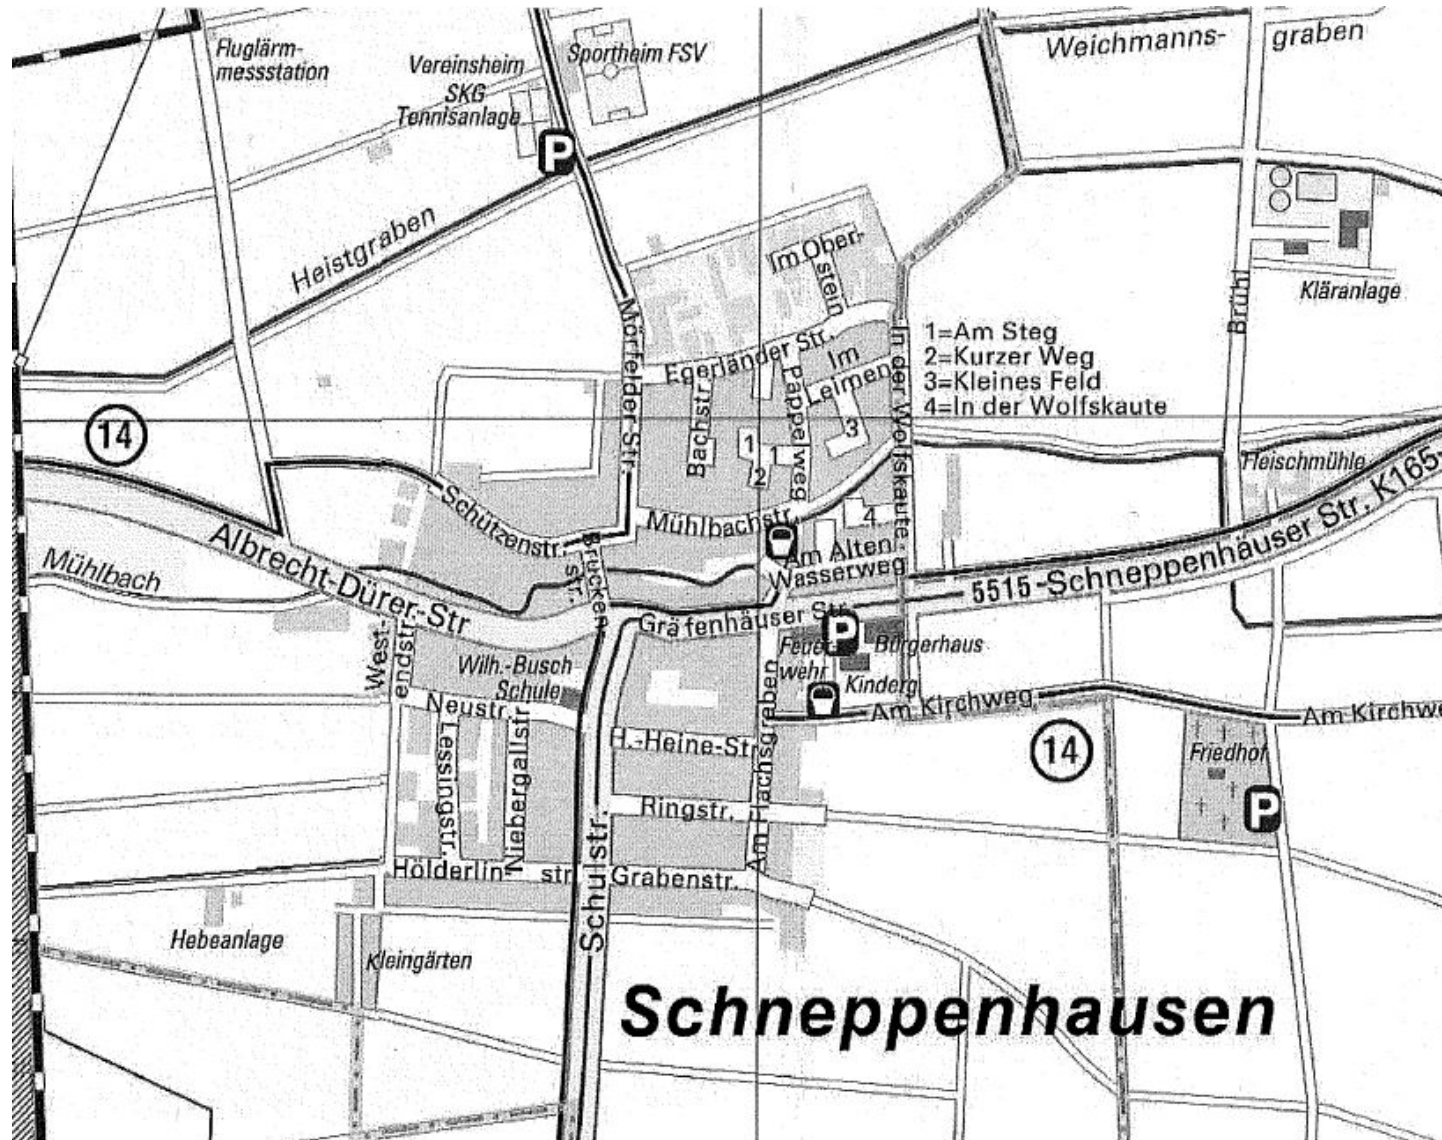 Fluglärm-
messstation
Vereinsheim
SKG
Tennisanlage
Sportheim FSV
Weichmanns-
graben
P
Heistgraben
Im Ober-
stein
Kläranlage
Brühl
Mörfelder-Str.
Egerländer Str.
Im
Leimen
1=Am Steg
2=Kurzer Weg
3=Kleines Feld
4=In der Wolfskaute
14
Bachstr.
Pappelweg
In der Wolfskaute
1
1
2
3
4
Fleischmühle
Schützenstr.
Mühlbachstr.
Albrecht-Dürer-Str
Mühlbach
Brücken-
str.
Am Alten
Wasserweg
5515-Schneppenhäuser Str, K165-
Gräfenhäuser Str.
P
Feuer-
wehr
Bürgerhaus
Kinderg.
West-
endstr.
Wilh.-Busch
Schule
Neustr.
Am Kirchweg
Am Kirchwe
H.-Heine-Str.
14
Friedhof
P
Lessingstr.
Niebergallstr.
Ringstr.
Am Flachsgraben
Schulstr.
Hölderlin-
str.
Grabenstr.
Hebeanlage
Kleingärten
Schneppenhausen